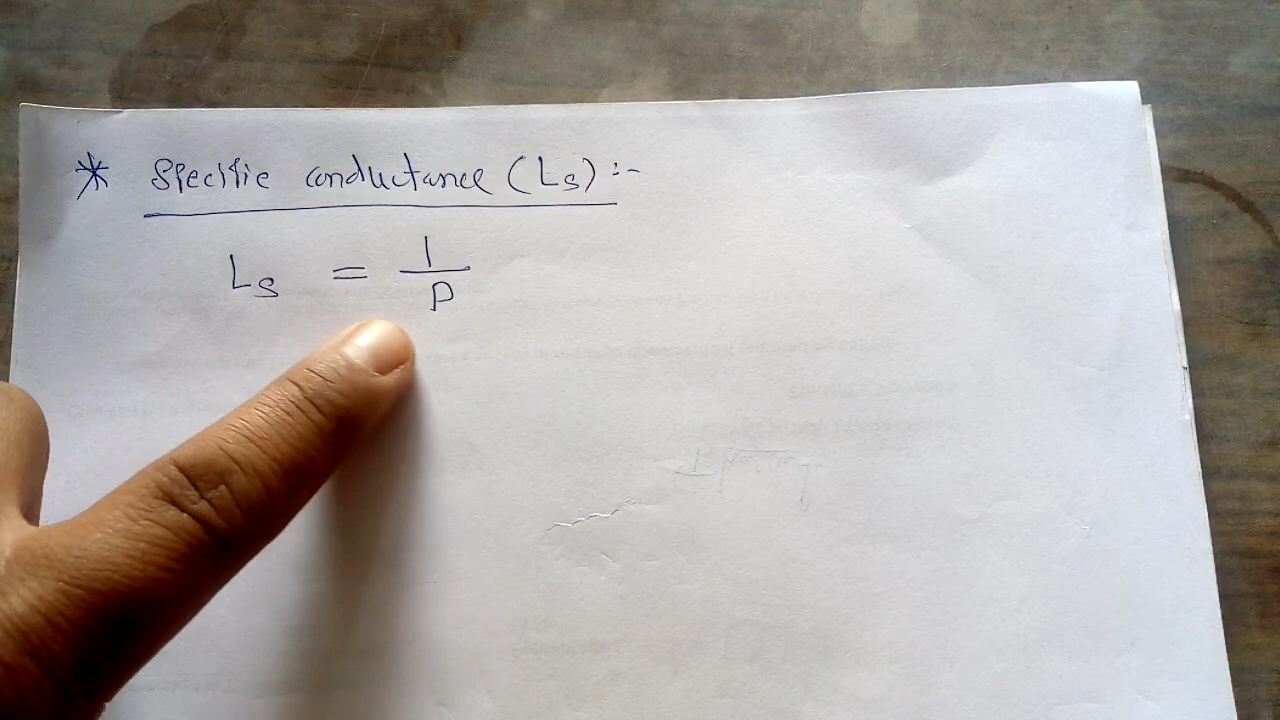 * Specific conductance (Ls) :-
Ls = 1/P